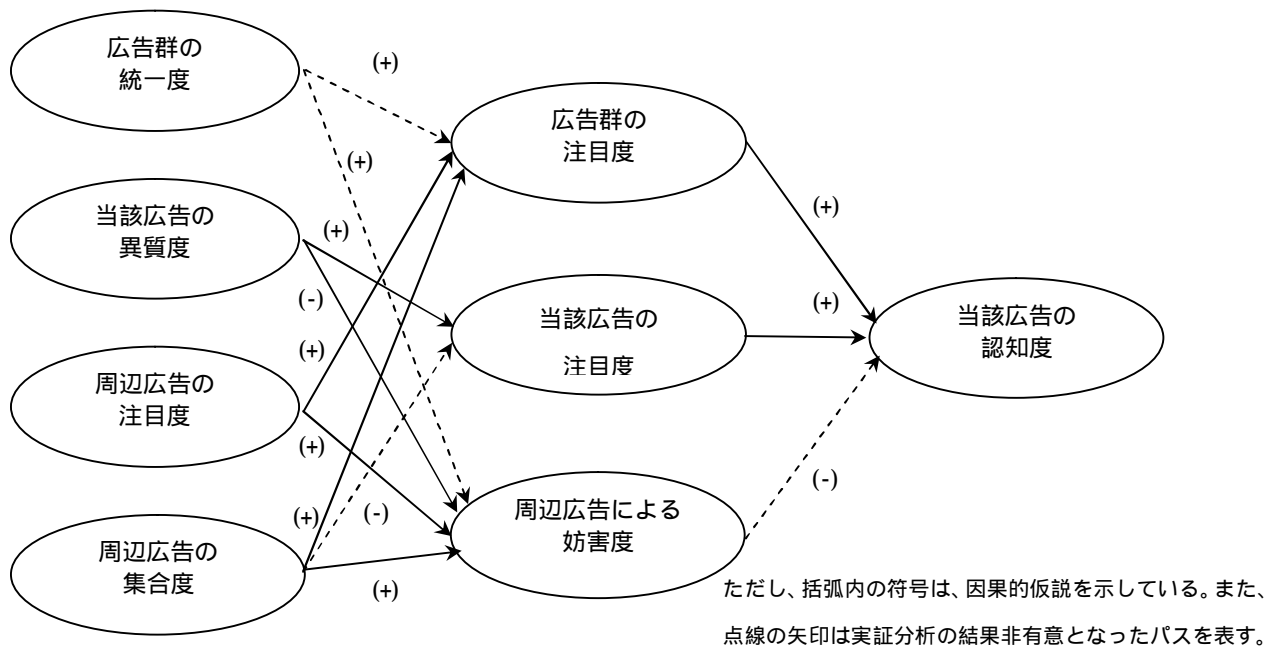 広告群の
統一度
当該広告の
異質度
周辺広告の
注目度
周辺広告の
集合度
(+)
(+)
(+)
(-)
(+)
(+)
(+)
(-)
(+)
広告群の
注目度
当該広告の
注目度
周辺広告による
妨害度
(+)
(+)
(-)
当該広告の
認知度
ただし、括弧内の符号は、因果的仮説を示している。また、
点線の矢印は実証分析の結果非有意となったパスを表す。